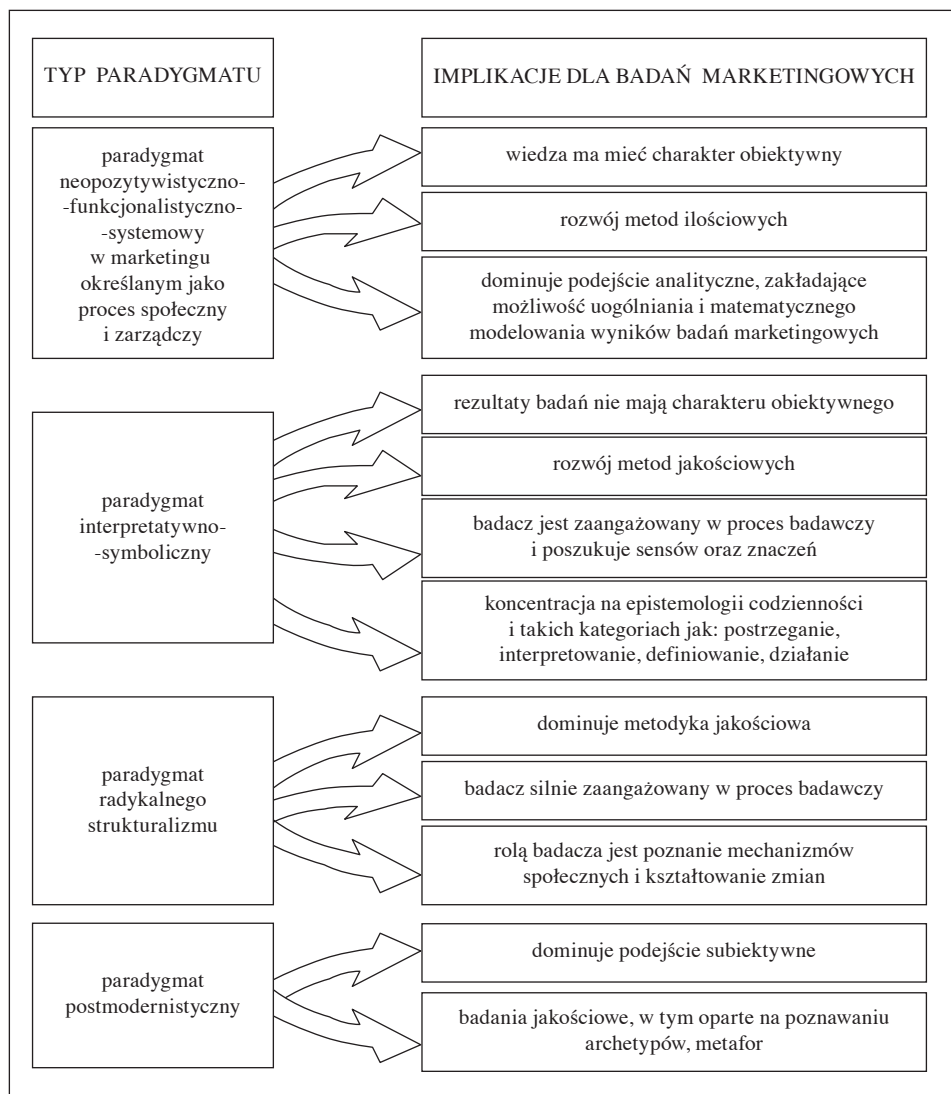 TYP PARADYGMATU
IMPLIKACJE DLA BADAŃ MARKETINGOWYCH
paradygmat
neopozytywistyczno-
-funkcjonalistyczno-
-systemowy
w marketingu
określanym jako
proces społeczny
i zarządczy
wiedza ma mieć charakter obiektywny
rozwój metod ilościowych
dominuje podejście analityczne, zakładające
możliwość uogólniania i matematycznego
modelowania wyników badań marketingowych
paradygmat
interpretatywno-
-symboliczny
rezultaty badań nie mają charakteru obiektywnego
rozwój metod jakościowych
badacz jest zaangażowany w proces badawczy
i poszukuje sensów oraz znaczeń
koncentracja na epistemologii codzienności
i takich kategoriach jak: postrzeganie,
interpretowanie, definiowanie, działanie
paradygmat
radykalnego
strukturalizmu
dominuje metodyka jakościowa
badacz silnie zaangażowany w proces badawczy
rolą badacza jest poznanie mechanizmów
społecznych i kształtowanie zmian
paradygmat
postmodernistyczny
dominuje podejście subiektywne
badania jakościowe, w tym oparte na poznawaniu
archetypów, metafor